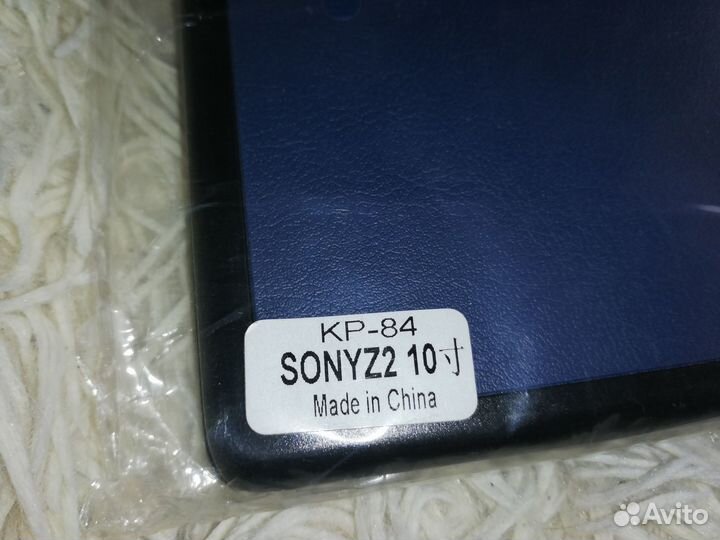 KP-84
SONYZ2 10寸
Made in China
Avito